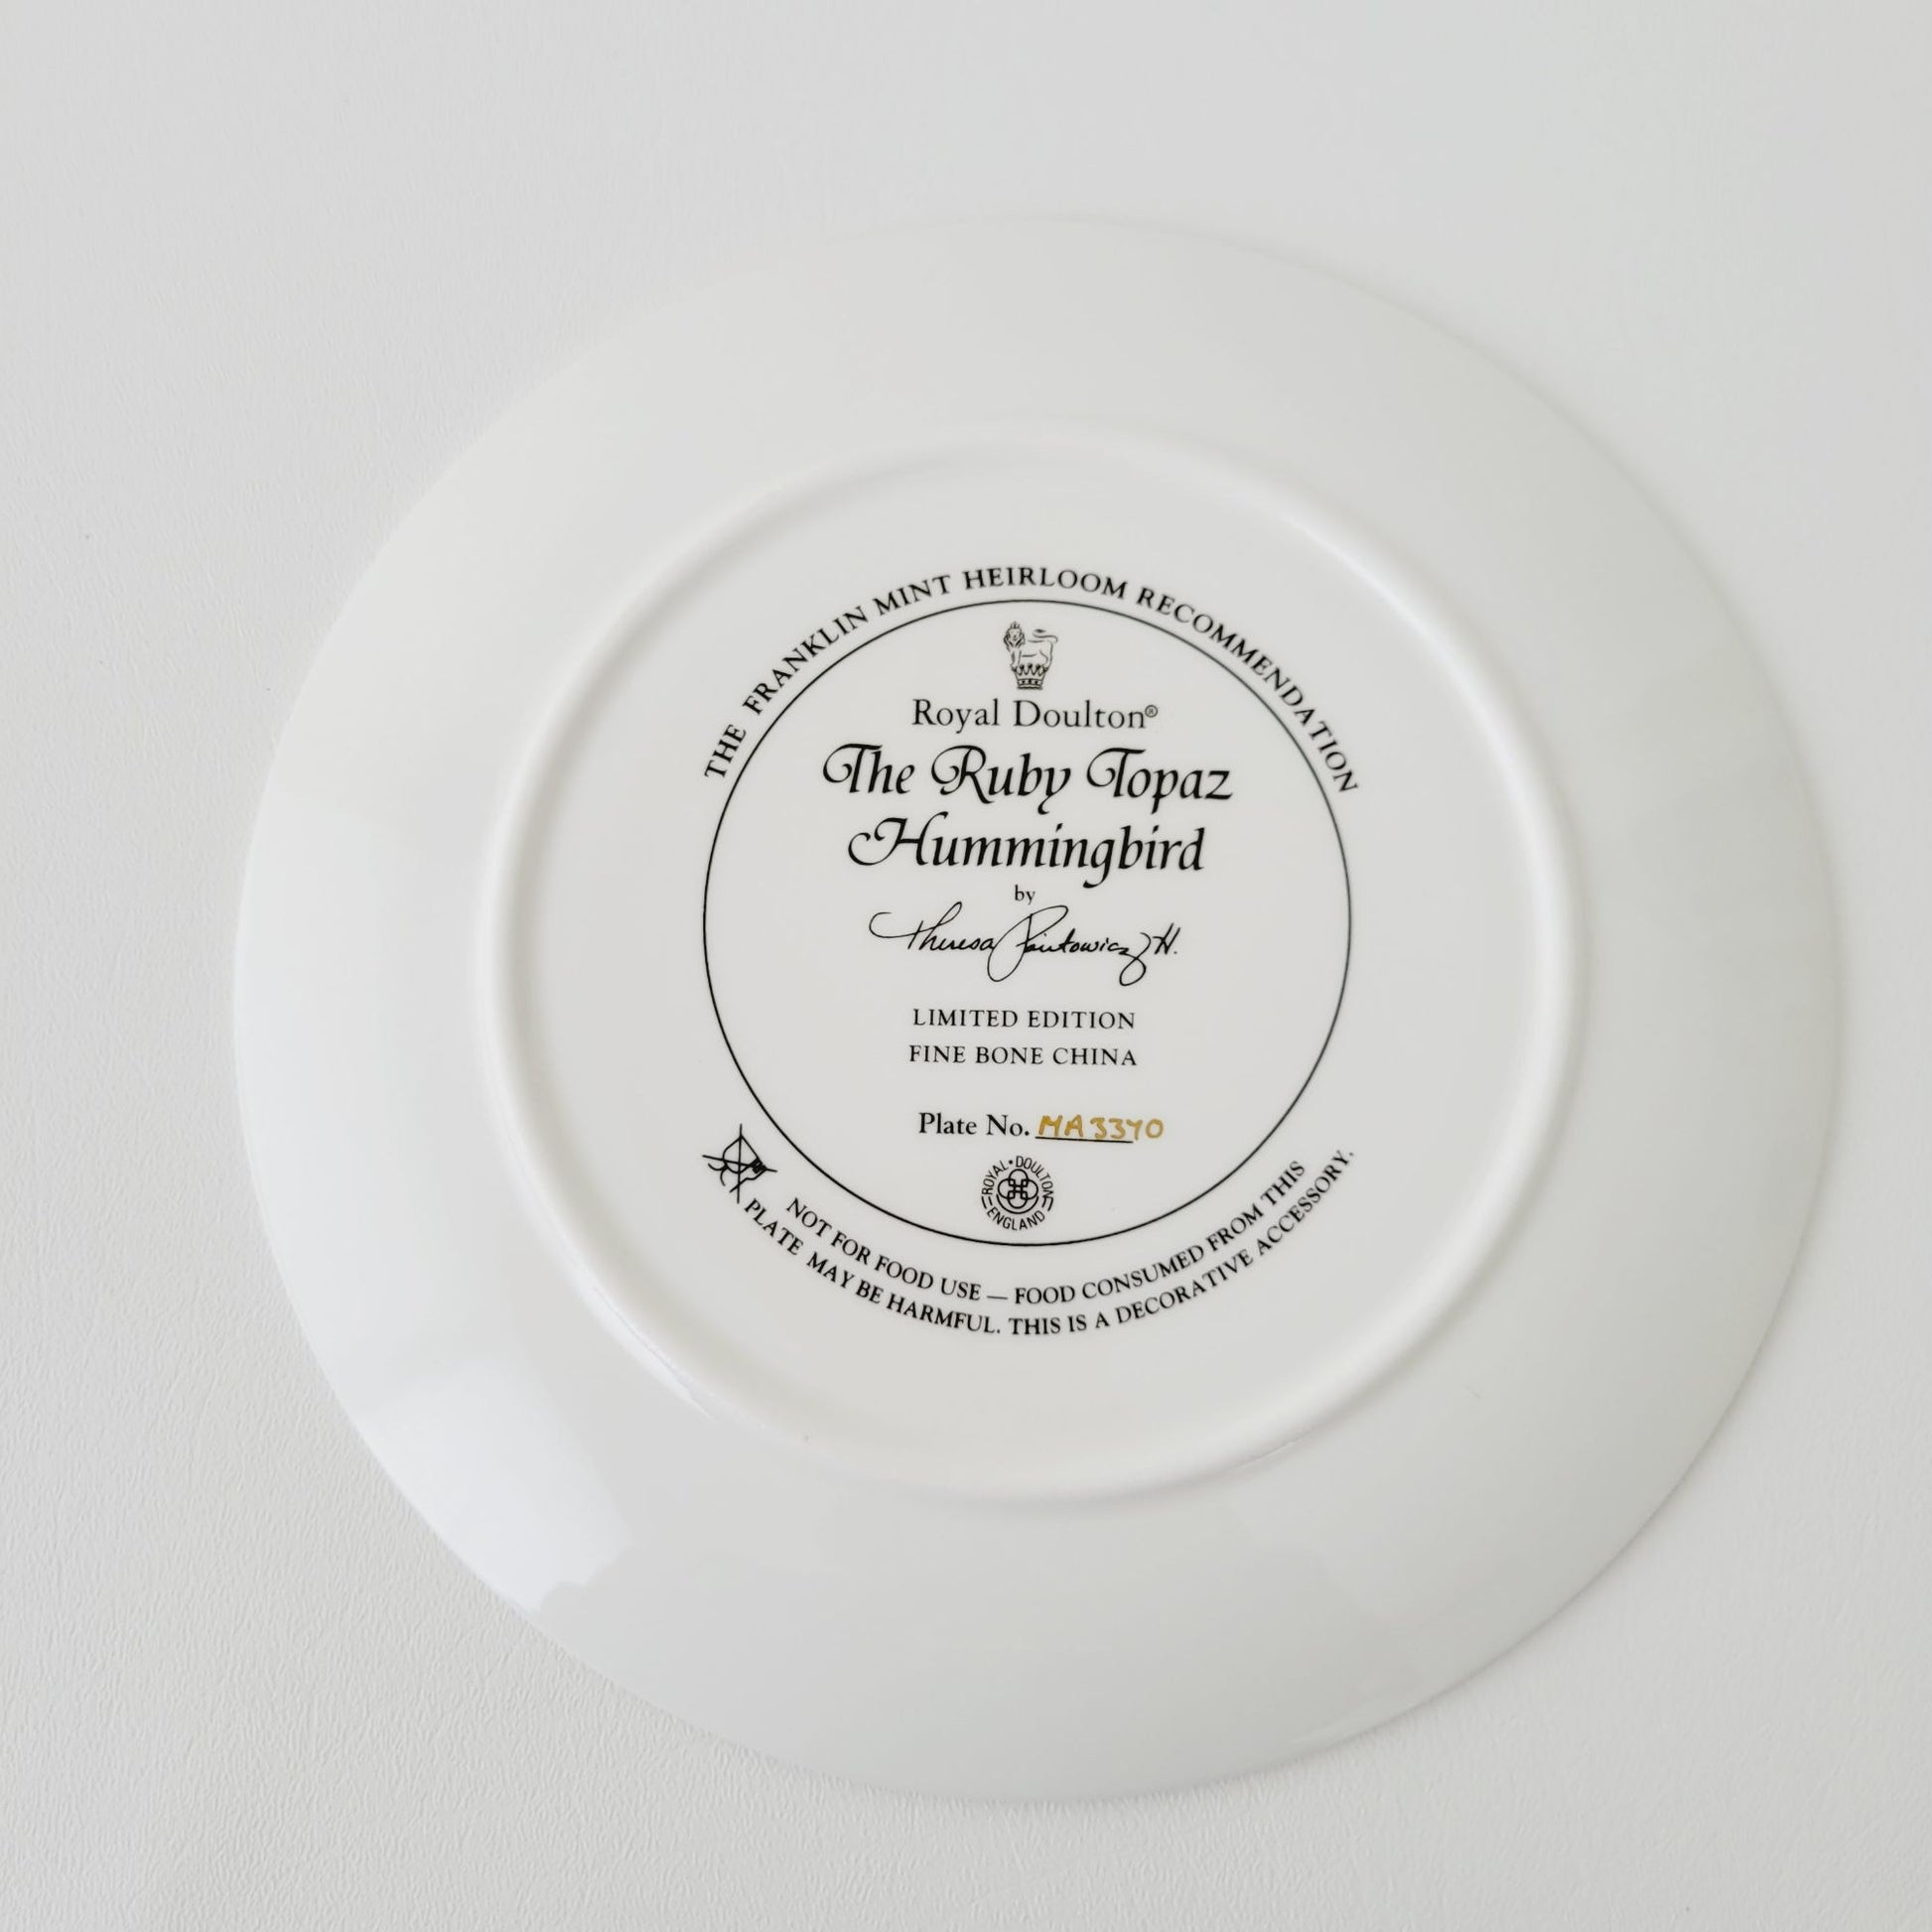 THE FRANKLIN MINT HEIRLOOM RECOMMENDATION
Royal Doulton®
The Ruby Topaz
Hummingbird
by
Theresa Politowicz H.
LIMITED EDITION
FINE BONE CHINA
Plate No. MA3370
ROYAL • DOULTON
ENGLAND
NOT FOR FOOD USE — FOOD CONSUMED FROM THIS
PLATE MAY BE HARMFUL. THIS IS A DECORATIVE ACCESSORY.